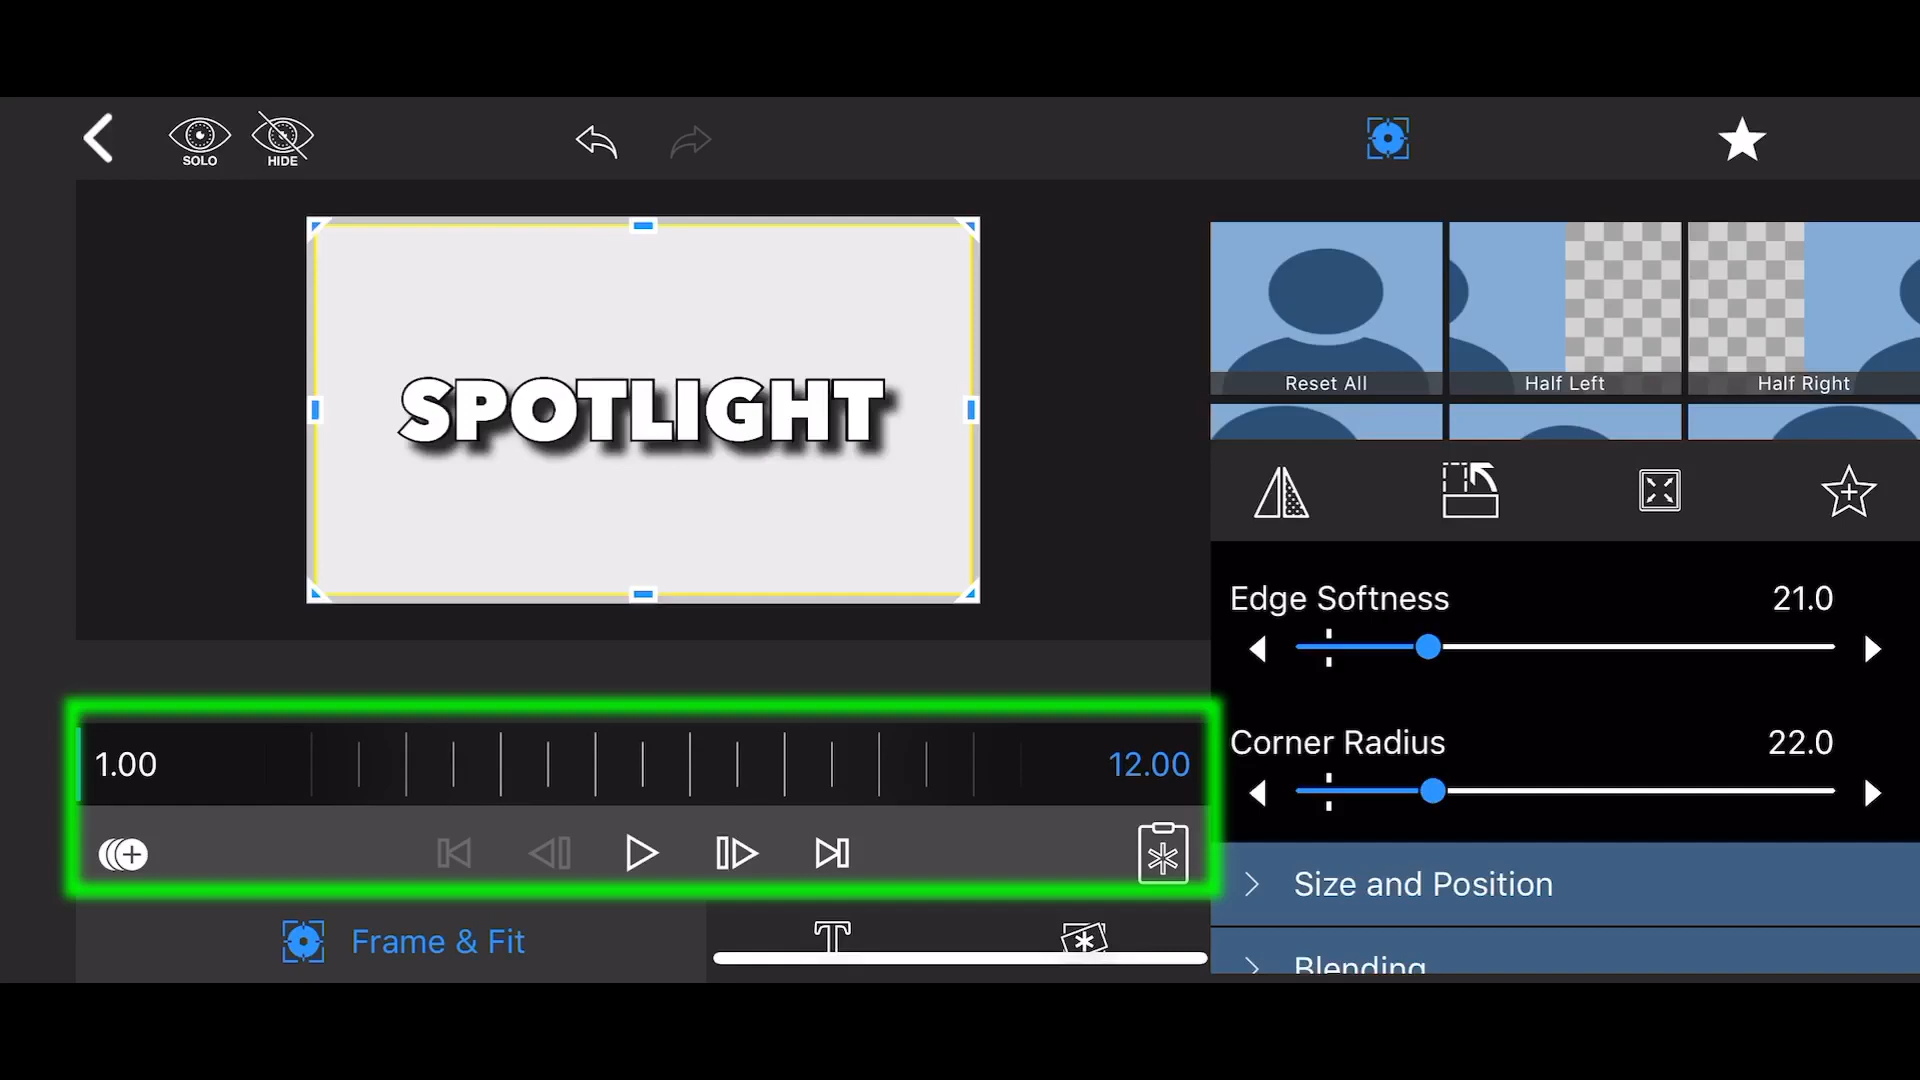 SOLO
HIDE
SPOTLIGHT
Reset All
Half Left
Half Right
Edge Softness
21.0
Corner Radius
22.0
1.00
12.00
Size and Position
Frame & Fit
T
Blending